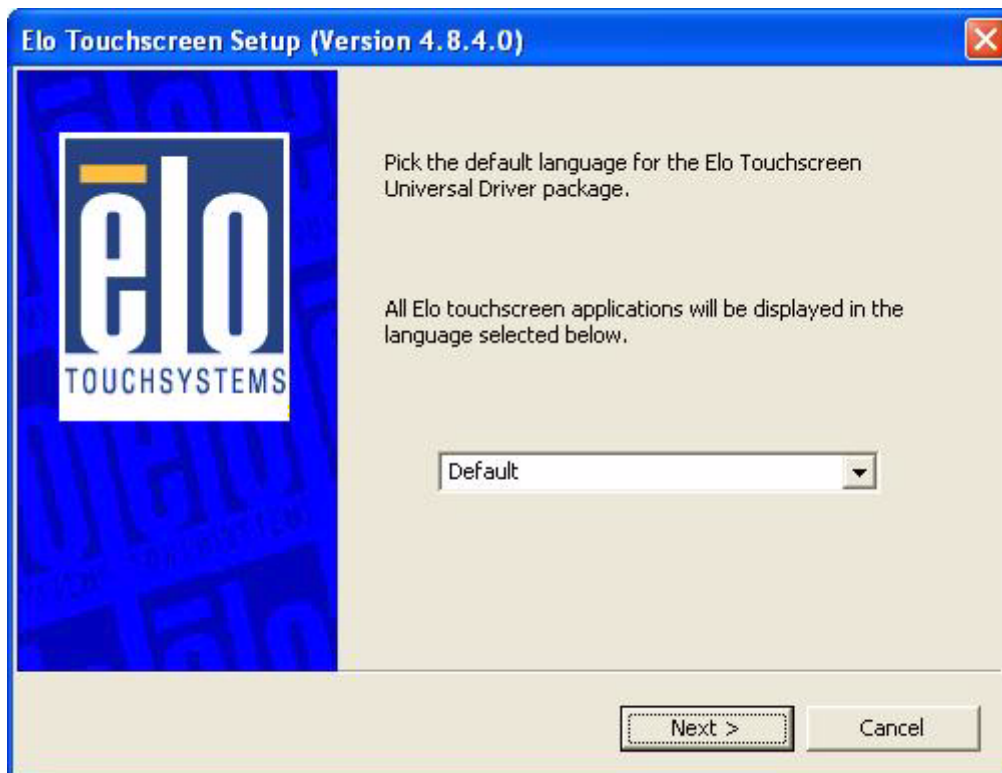 Elo Touchscreen Setup (Version 4.8.4.0)
ēlo
TOUCHSYSTEMS
Pick the default language for the Elo Touchscreen
Universal Driver package.
All Elo touchscreen applications will be displayed in the
language selected below.
Default
Next >
Cancel